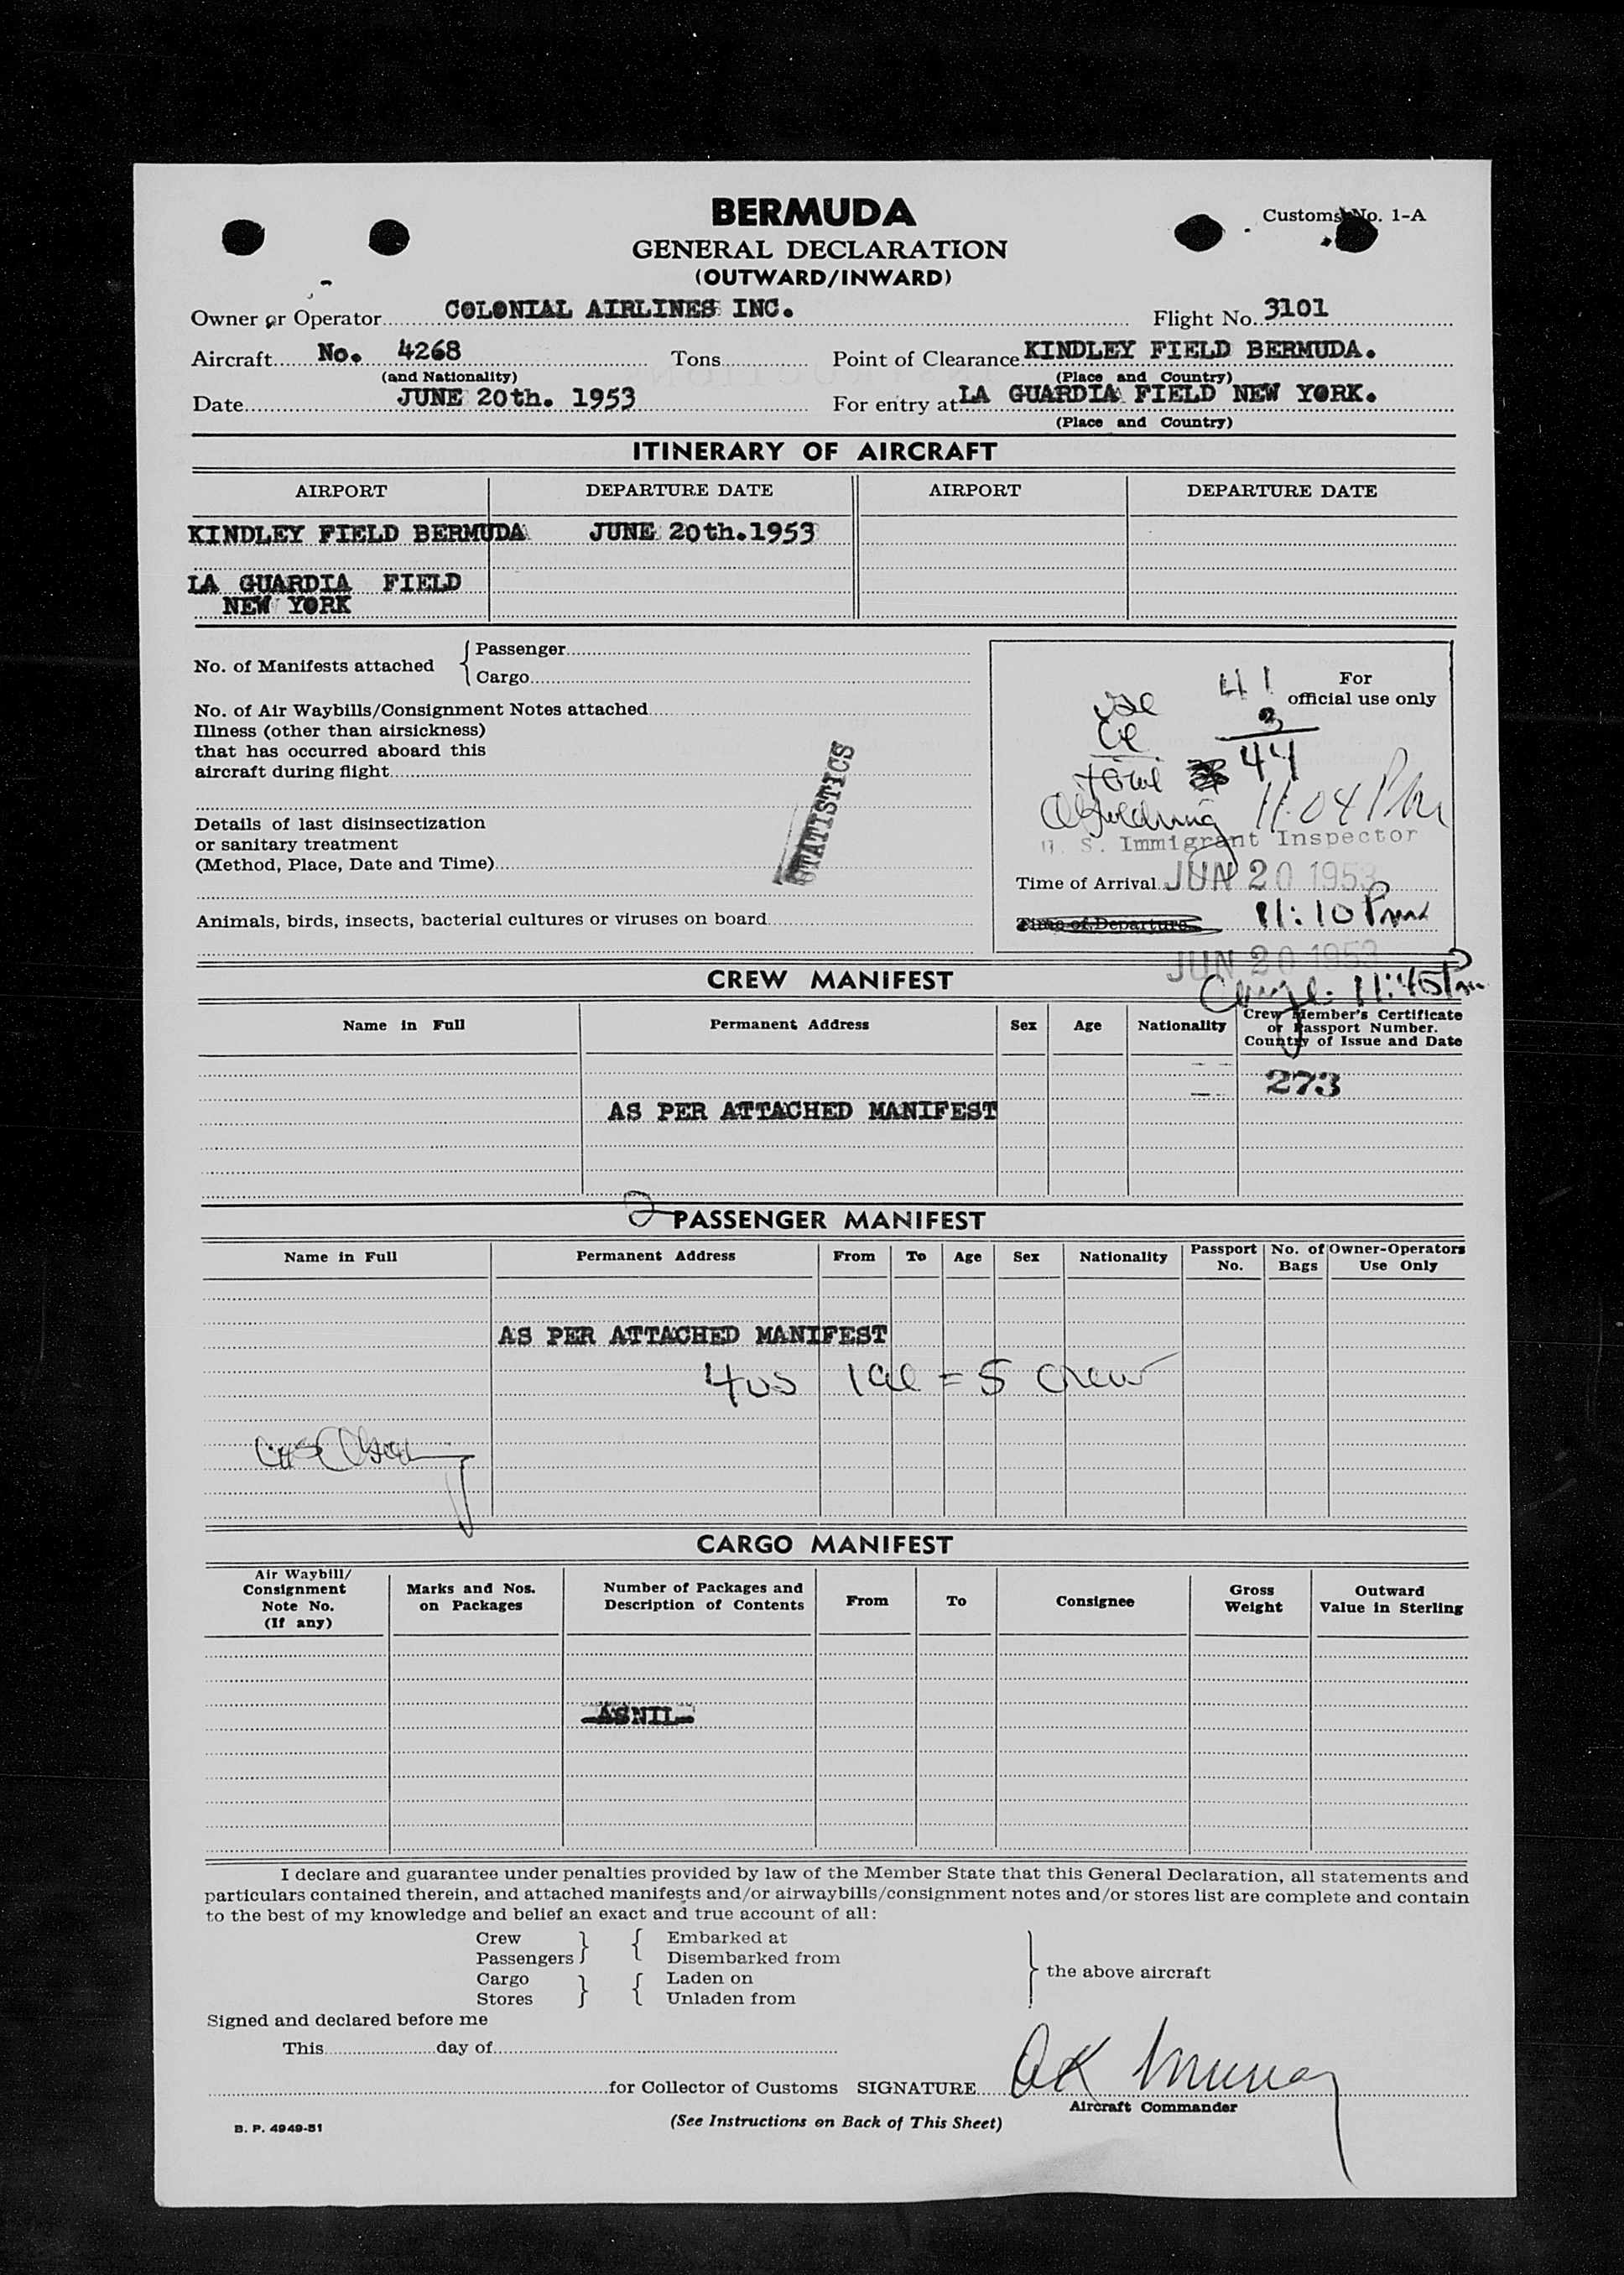 BERMUDA
Customs No. 1-A
GENERAL DECLARATION
(OUTWARD/INWARD)
Owner or Operator COLONIAL AIRLINES INC. Flight No. 3101
Aircraft No. 4268 Tons Point of Clearance KINDLEY FIELD BERMUDA.
(and Nationality) (Place and Country)
Date JUNE 20th. 1953 For entry at LA GUARDIA FIELD NEW YORK.
(Place and Country)
ITINERARY OF AIRCRAFT
AIRPORT DEPARTURE DATE AIRPORT DEPARTURE DATE
KINDLEY FIELD BERMUDA JUNE 20th.1953
LA GUARDIA FIELD
NEW YORK
No. of Manifests attached { Passenger
Cargo
No. of Air Waybills/Consignment Notes attached
Illness (other than airsickness)
that has occurred aboard this
aircraft during flight
Details of last disinsectization
or sanitary treatment
(Method, Place, Date and Time)
Animals, birds, insects, bacterial cultures or viruses on board
STATISTICS
For
official use only
41
3
total 44
11:04 PM
U. S. Immigrant Inspector
Time of Arrival JUN 20 1953
Time of Departure 11:10 PM
JUN 20 1953
11:45 PM
CREW MANIFEST
Name in Full Permanent Address Sex Age Nationality Crew Member's Certificate
or Passport Number.
Country of Issue and Date
273
AS PER ATTACHED MANIFEST
2
PASSENGER MANIFEST
Name in Full Permanent Address From To Age Sex Nationality Passport No. No. of Bags Owner-Operators Use Only
AS PER ATTACHED MANIFEST
4 US 1 = 5 Crew
CARGO MANIFEST
Air Waybill/ Consignment Note No. (If any) Marks and Nos. on Packages Number of Packages and Description of Contents From To Consignee Gross Weight Outward Value in Sterling
NIL
I declare and guarantee under penalties provided by law of the Member State that this General Declaration, all statements and
particulars contained therein, and attached manifests and/or airwaybills/consignment notes and/or stores list are complete and contain
to the best of my knowledge and belief an exact and true account of all:
Crew } { Embarked at
Passengers Disembarked from
Cargo } { Laden on
Stores Unladen from
} the above aircraft
Signed and declared before me
This day of
for Collector of Customs SIGNATURE OK Murray
Aircraft Commander
B. P. 4949-51
(See Instructions on Back of This Sheet)